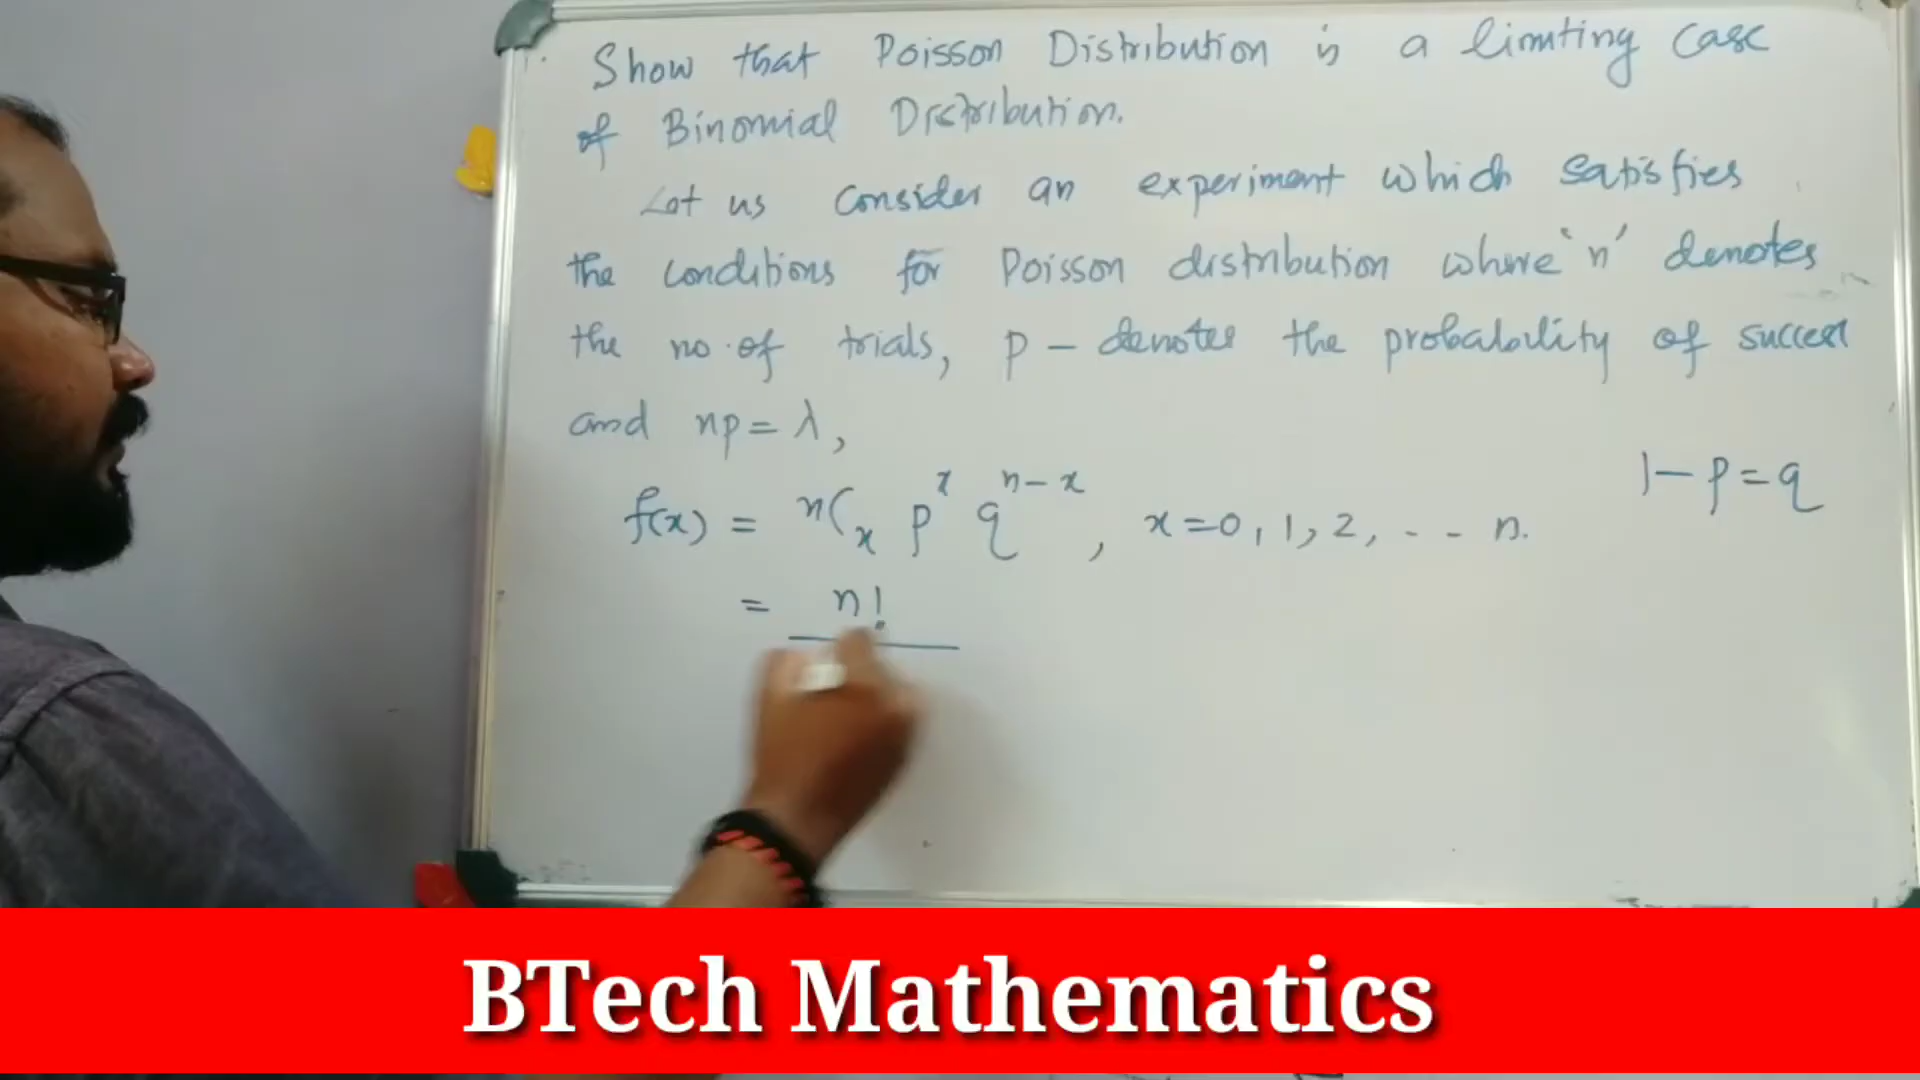 Show that Poisson Distribution is a limiting case
of Binomial Distribution.
Let us consider an experiment which satisfies
the conditions for Poisson distribution where 'n' denotes
the no. of trials, p - denotes the probability of success
and np = λ,
1 - p = q
f(x) = nCₓ pˣ qⁿ⁻ˣ, x = 0, 1, 2, .. n.
= n!
BTech Mathematics